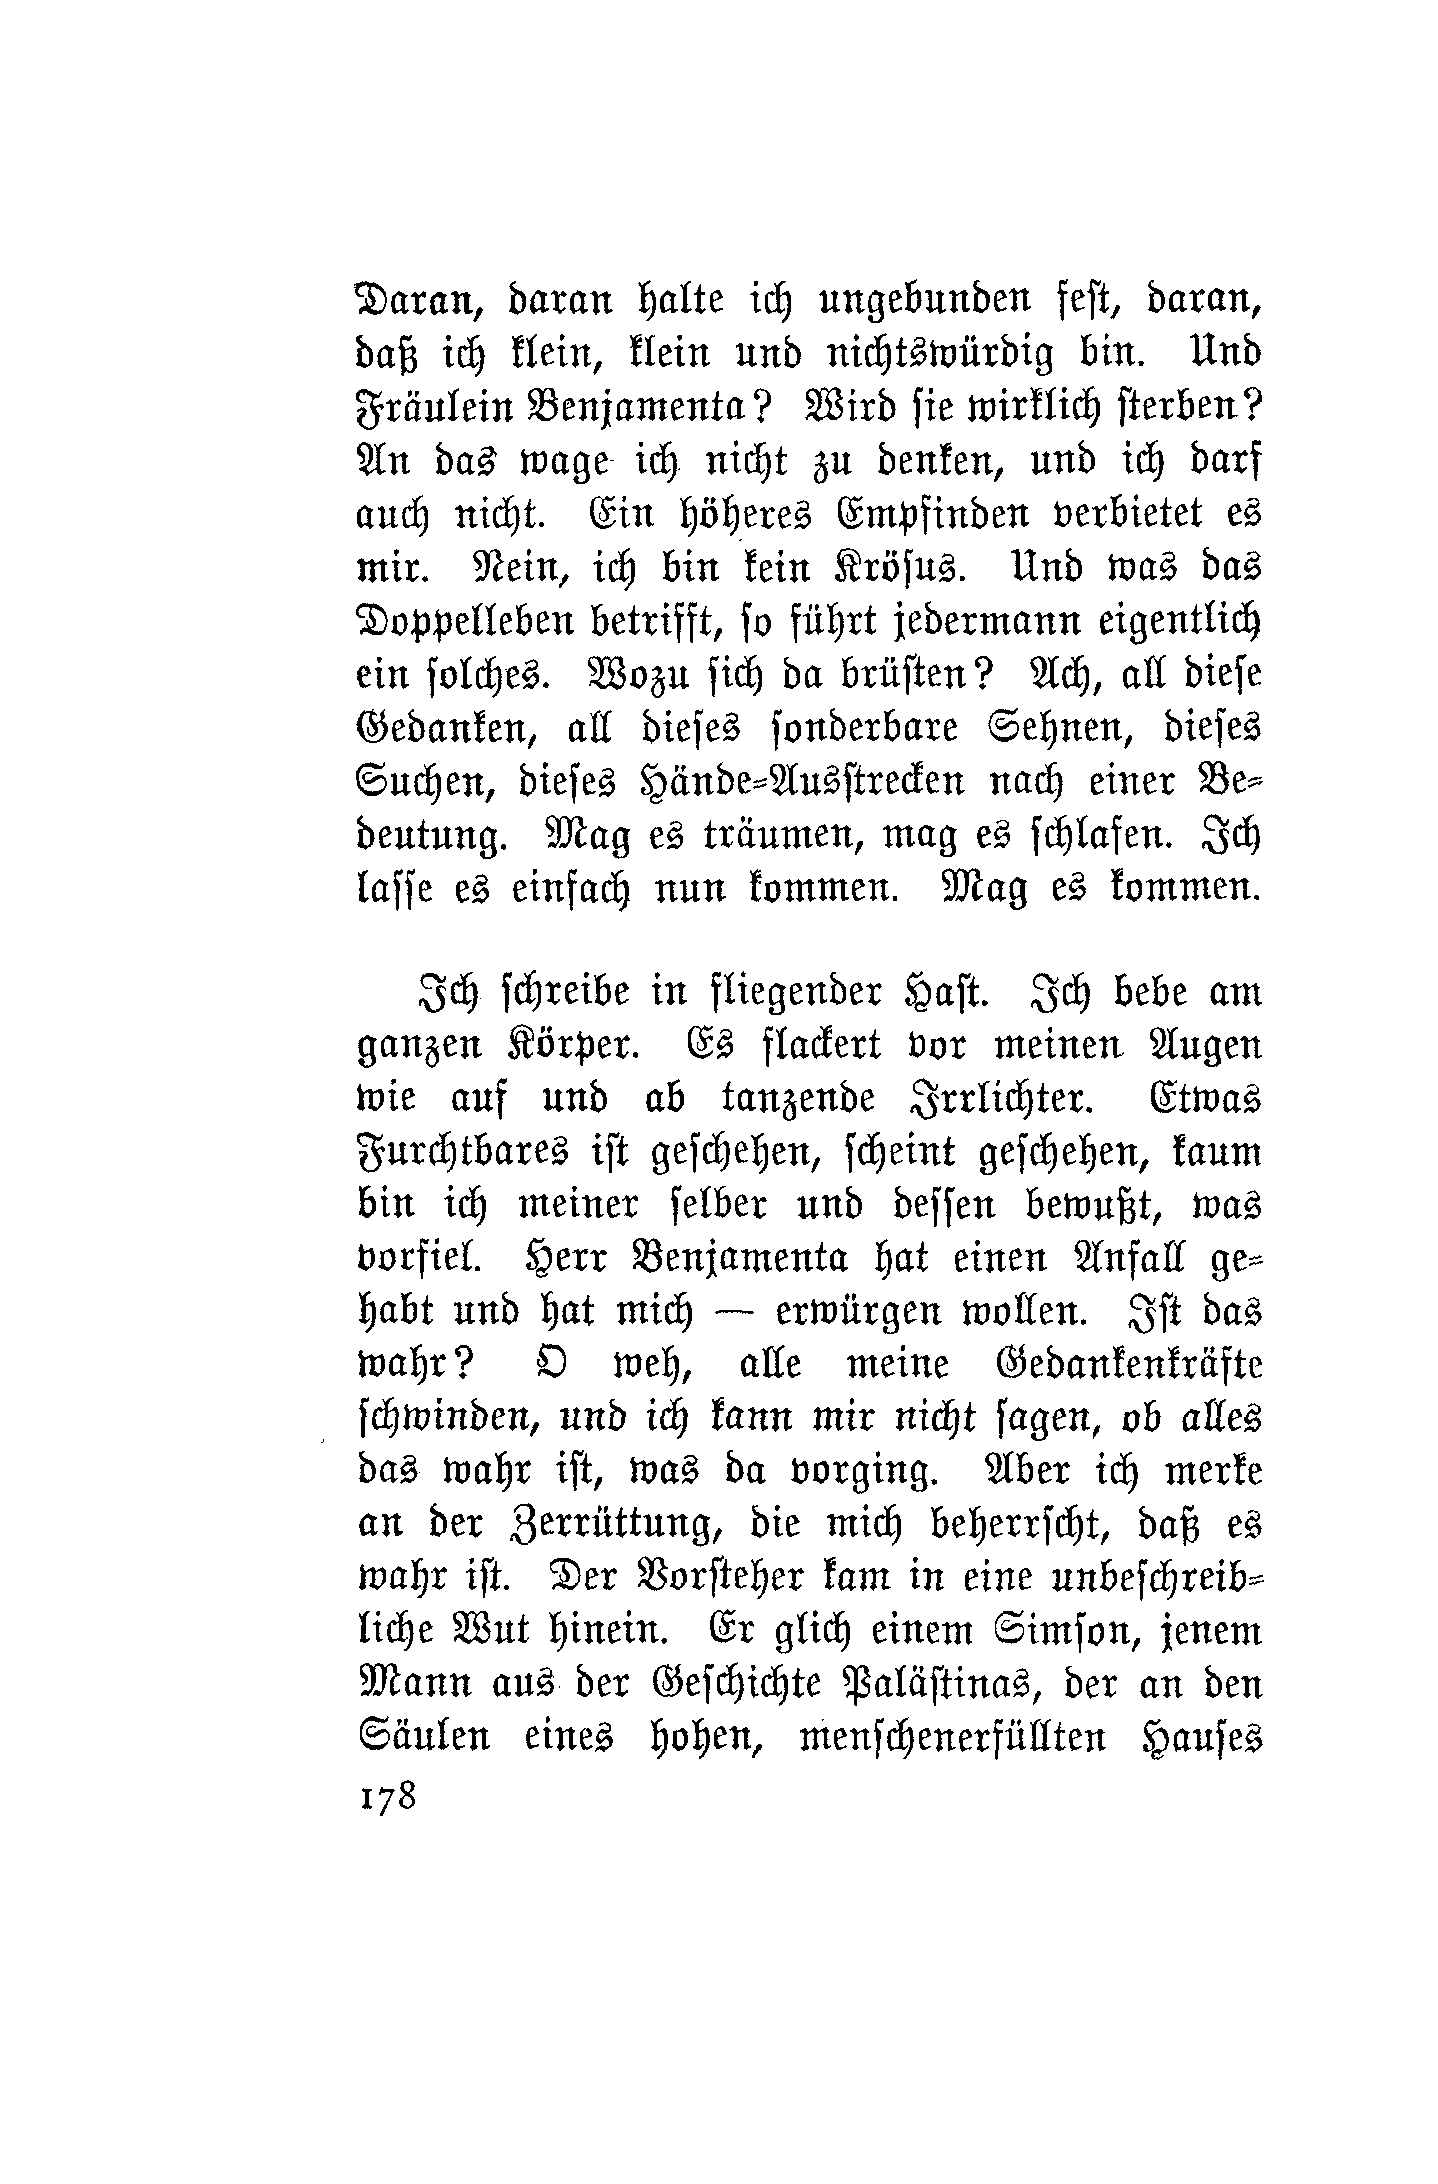 Daran, daran halte ich ungebunden fest, daran,
daß ich klein, klein und nichtswürdig bin. Und
Fräulein Benjamenta? Wird sie wirklich sterben?
An das wage ich nicht zu denken, und ich darf
auch nicht. Ein höheres Empfinden verbietet es
mir. Nein, ich bin kein Krösus. Und was das
Doppelleben betrifft, so führt jedermann eigentlich
ein solches. Wozu sich da brüsten? Ach, all diese
Gedanken, all dieses sonderbare Sehnen, dieses
Suchen, dieses Hände-Ausstrecken nach einer Be-
deutung. Mag es träumen, mag es schlafen. Ich
lasse es einfach nun kommen. Mag es kommen.
Ich schreibe in fliegender Hast. Ich bebe am
ganzen Körper. Es flackert vor meinen Augen
wie auf und ab tanzende Irrlichter. Etwas
Furchtbares ist geschehen, scheint geschehen, kaum
bin ich meiner selber und dessen bewußt, was
vorfiel. Herr Benjamenta hat einen Anfall ge-
habt und hat mich — erwürgen wollen. Ist das
wahr? O weh, alle meine Gedankenkräfte
schwinden, und ich kann mir nicht sagen, ob alles
das wahr ist, was da vorging. Aber ich merke
an der Zerrüttung, die mich beherrscht, daß es
wahr ist. Der Vorsteher kam in eine unbeschreib-
liche Wut hinein. Er glich einem Simson, jenem
Mann aus der Geschichte Palästinas, der an den
Säulen eines hohen, menschenerfüllten Hauses
178